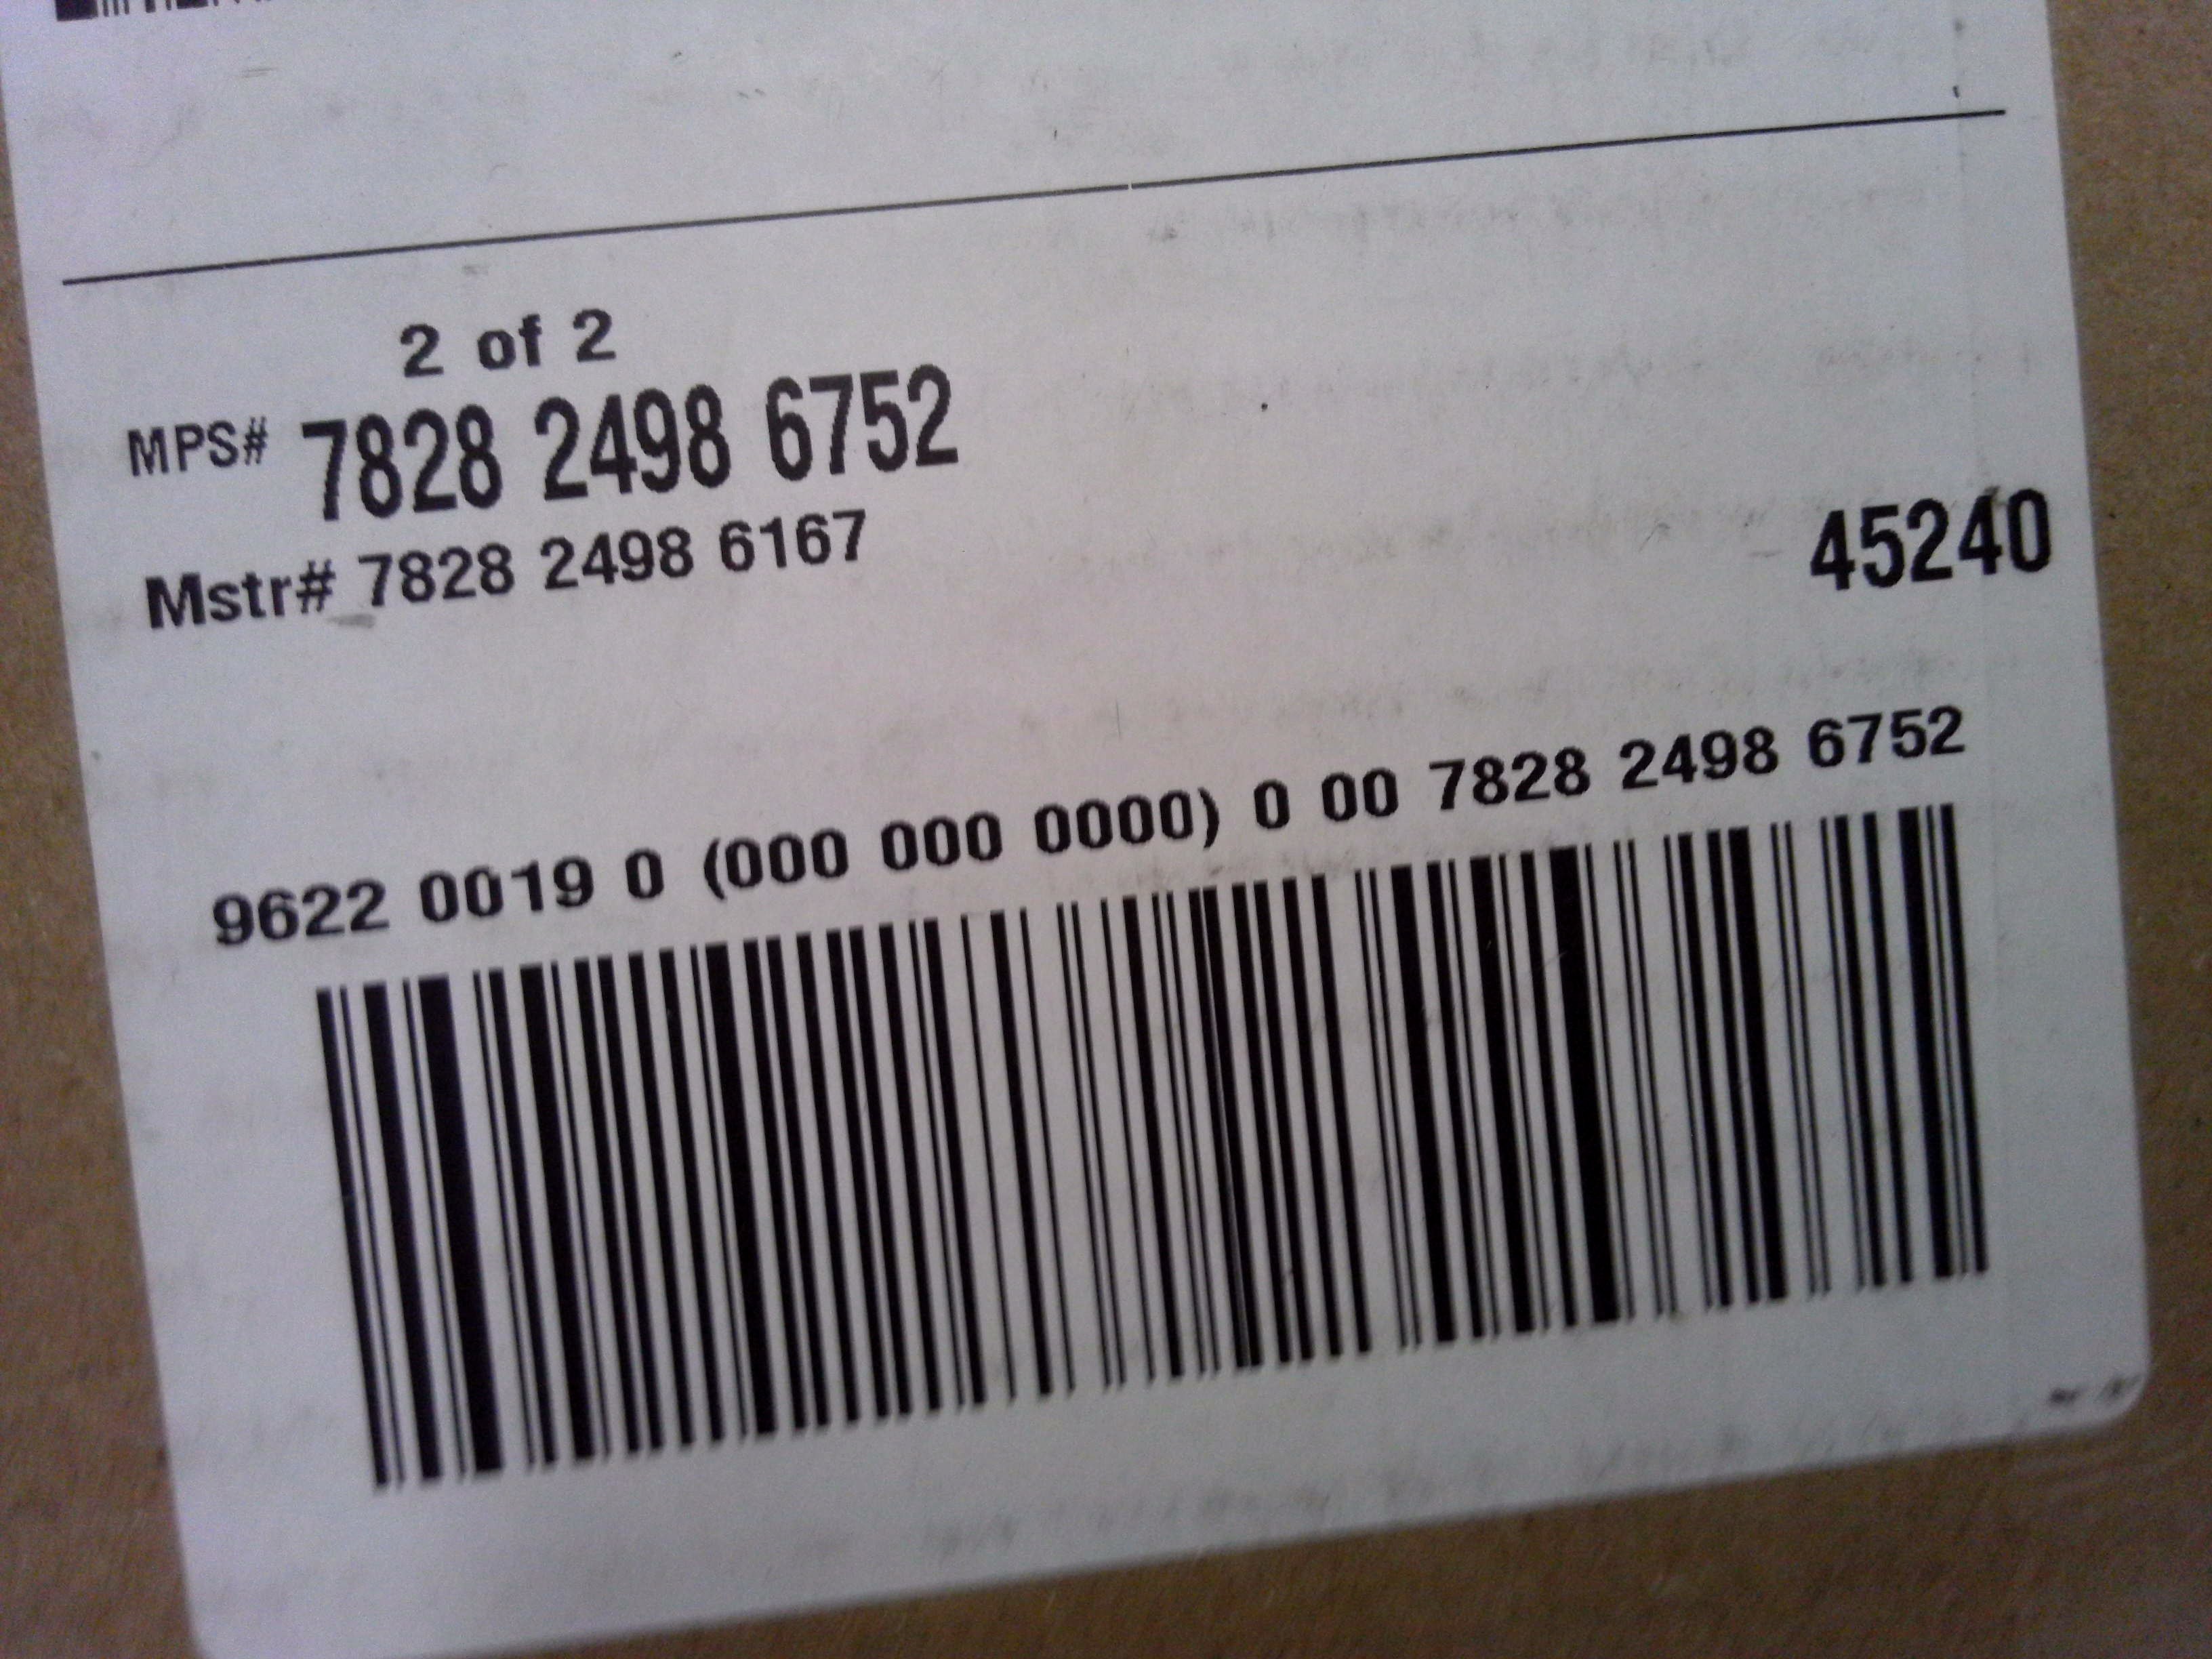 2 of 2
MPS# 7828 2498 6752
Mstr# 7828 2498 6167
45240
9622 0019 0 (000 000 0000) 0 00 7828 2498 6752